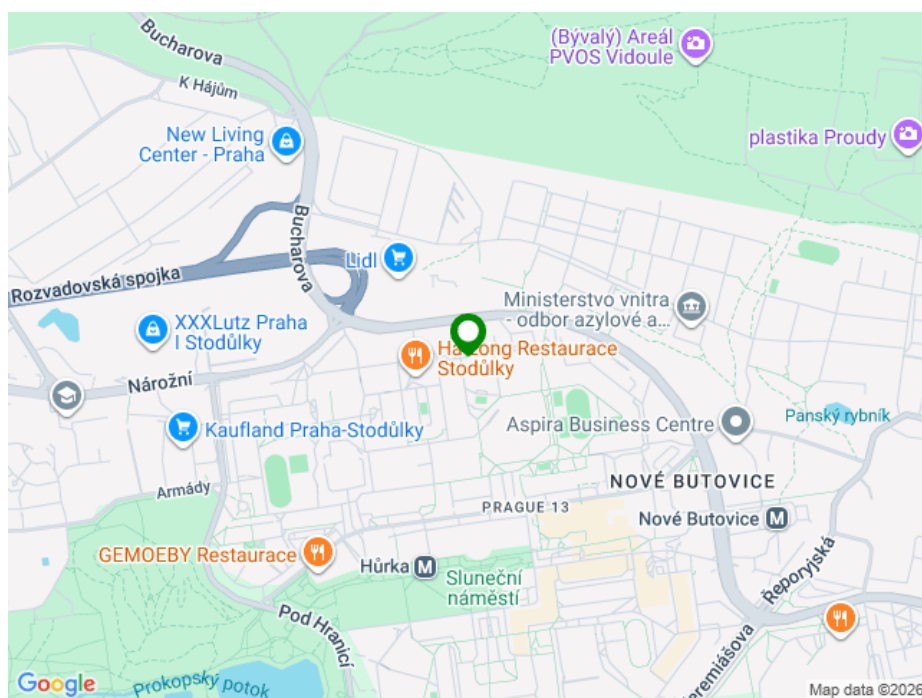 Bucharova
K Hájům
(Bývalý) Areál
PVOS Vidoule
New Living
Center - Praha
plastika Proudy
Bucharova
Lidl
Rozvadovská spojka
Ministerstvo vnitra
- odbor azylové a...
XXXLutz Praha
I Stodůlky
Restaurace
Stodůlky
Nárožní
Kaufland Praha-Stodůlky
Aspira Business Centre
Panský rybník
Armády
NOVÉ BUTOVICE
PRAGUE 13
Nové Butovice M
GEMOEBY Restaurace
Hůrka M
Sluneční
náměstí
Řeporyjská
Pod Hranicí
Prokopský potok
Google
Map data ©2026